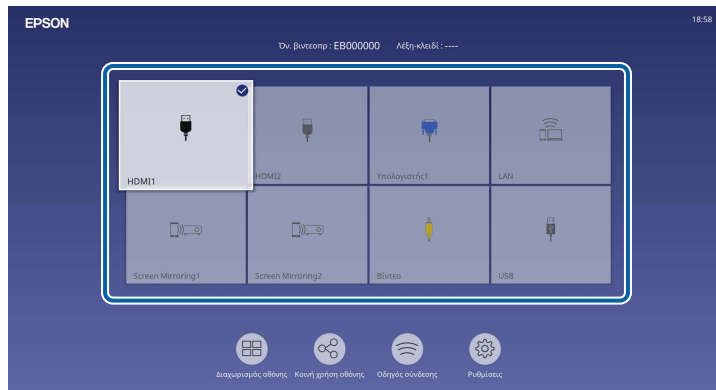 EPSON
18:58
Όν. βιντεοπρ : EB000000 Λέξη-κλειδί : ----
HDMI1
HDMI2
Υπολογιστής1
LAN
Screen Mirroring1
Screen Mirroring2
Βίντεο
USB
Διαχωρισμός οθόνης
Κοινή χρήση οθόνης
Οδηγός σύνδεσης
Ρυθμίσεις